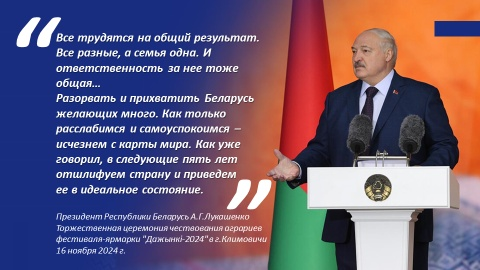 Все трудятся на общий результат.
Все разные, а семья одна. И
ответственность за нее тоже
общая...
Разорвать и прихватить Беларусь
желающих много. Как только
расслабимся и самоуспокоимся –
исчезнем с карты мира. Как уже
говорил, в следующие пять лет
отшлифуем страну и приведем
ее в идеальное состояние.
Президент Республики Беларусь А.Г.Лукашенко
Торжественная церемония чествования аграриев
фестиваля-ярмарки "Дажынкі-2024" в г.Климовичи
16 ноября 2024 г.